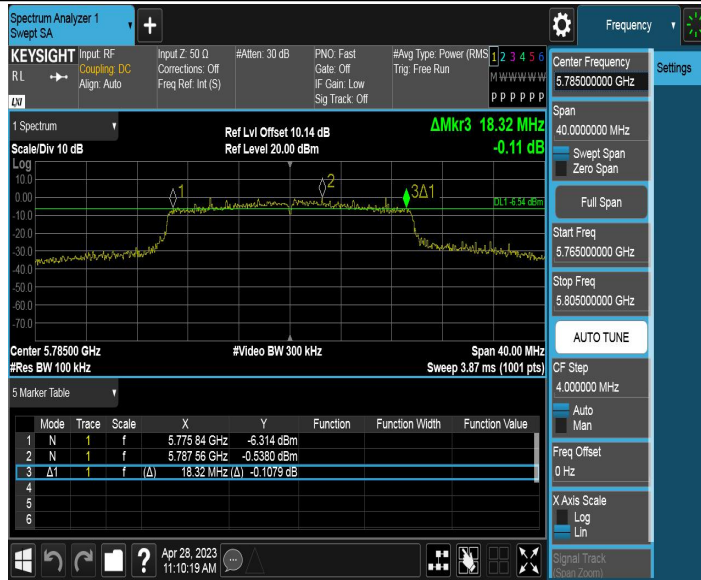 Spectrum Analyzer 1
Swept SA
Frequency
KEYSIGHT
RL
LXI
Input: RF
Coupling: DC
Align: Auto
Input Z: 50 Ω
Corrections: Off
Freq Ref: Int (S)
#Atten: 30 dB
PNO: Fast
Gate: Off
IF Gain: Low
Sig Track: Off
#Avg Type: Power (RMS
Trig: Free Run
1 2 3 4 5 6
M W W W W W
P P P P P P
1 Spectrum
Scale/Div 10 dB
Ref Lvl Offset 10.14 dB
Ref Level 20.00 dBm
ΔMkr3 18.32 MHz
-0.11 dB
Log
10.0
0.00
-10.0
-20.0
-30.0
-40.0
-50.0
-60.0
-70.0
1
2
3Δ1
DL1 -6.54 dBm
Center 5.78500 GHz
#Res BW 100 kHz
#Video BW 300 kHz
Span 40.00 MHz
Sweep 3.87 ms (1001 pts)
5 Marker Table
Mode Trace Scale X Y Function Function Width Function Value
1 N 1 f 5.775 84 GHz -6.314 dBm
2 N 1 f 5.787 56 GHz -0.5380 dBm
3 Δ1 1 f (Δ) 18.32 MHz (Δ) -0.1079 dB
4
5
6
?
Apr 28, 2023
11:10:19 AM
Center Frequency
5.785000000 GHz
Span
40.0000000 MHz
Swept Span
Zero Span
Full Span
Start Freq
5.765000000 GHz
Stop Freq
5.805000000 GHz
AUTO TUNE
CF Step
4.000000 MHz
Auto
Man
Freq Offset
0 Hz
X Axis Scale
Log
Lin
Signal Track
(Span Zoom)
Settings